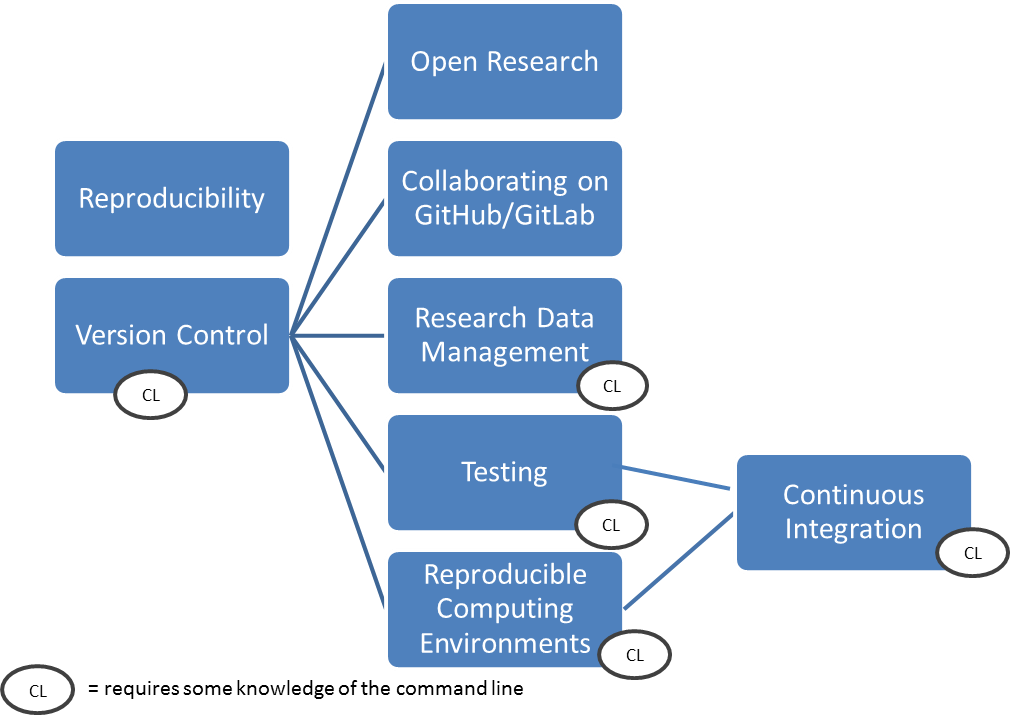 Open Research
Reproducibility
Collaborating on
GitHub/GitLab
Version Control
CL
Research Data
Management
CL
Testing
CL
Continuous
Integration
CL
Reproducible
Computing
Environments
CL
CL = requires some knowledge of the command line